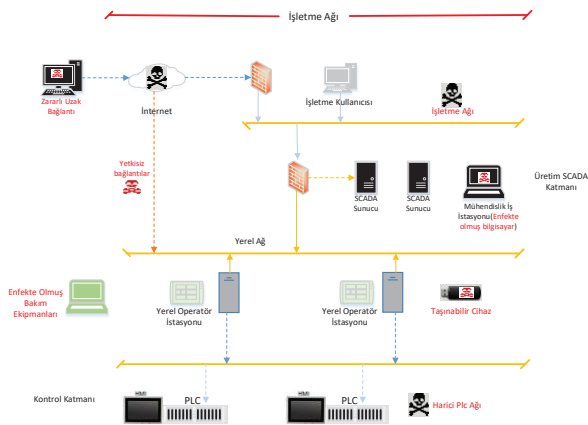 İşletme Ağı
Zararlı Uzak
Bağlantı
İnternet
İşletme Kullanıcısı
İşletme Ağı
Yetkisiz
bağlantılar
SCADA
Sunucu
SCADA
Sunucu
Mühendislik İş
İstasyonu(Enfekte
olmuş bilgisayar)
Üretim SCADA
Katmanı
Yerel Ağ
Enfekte Olmuş
Bakım
Ekipmanları
Yerel Operatör
İstasyonu
Yerel Operatör
İstasyonu
Taşınabilir Cihaz
Kontrol Katmanı
HMI
PLC
HMI
PLC
Harici Plc Ağı